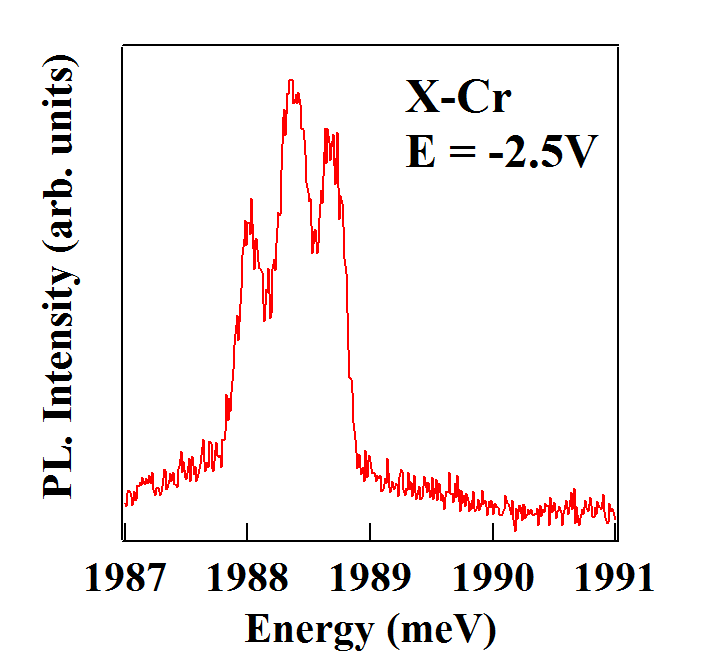 X-Cr
E = -2.5V
PL. Intensity (arb. units)
1987 1988 1989 1990 1991
Energy (meV)